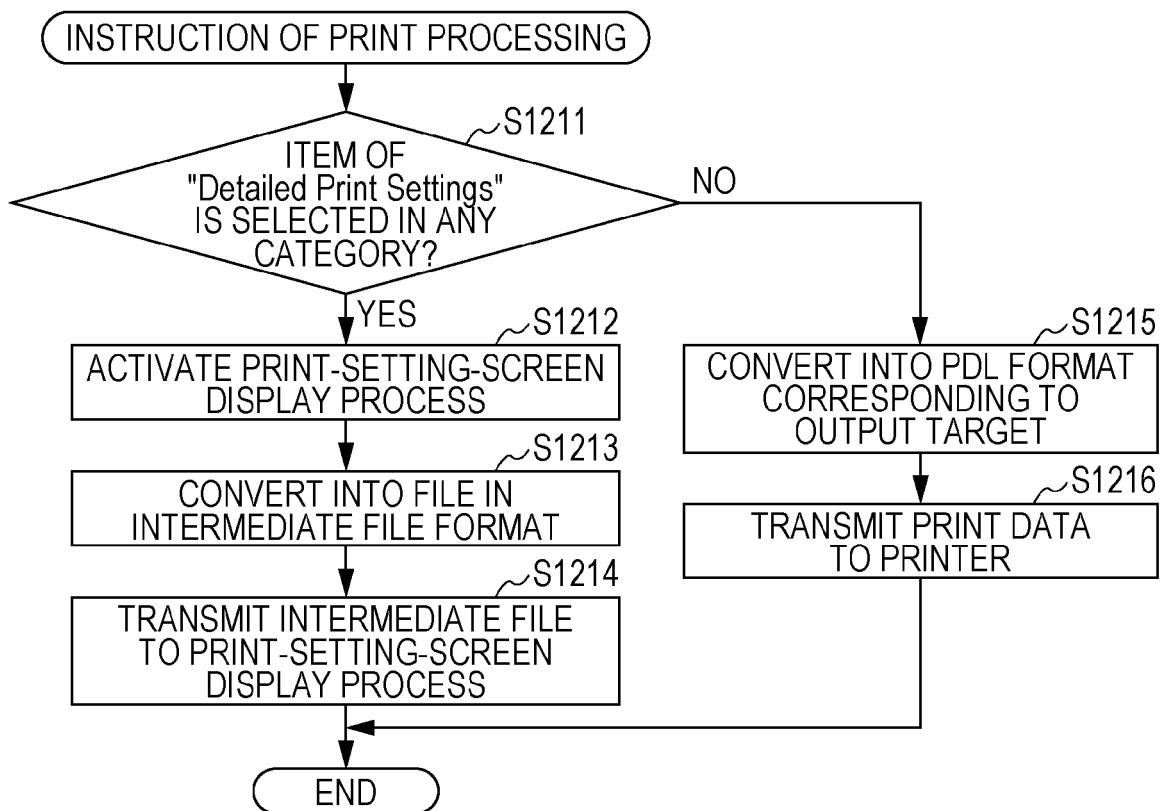 INSTRUCTION OF PRINT PROCESSING
S1211
ITEM OF
"Detailed Print Settings"
IS SELECTED IN ANY
CATEGORY?
NO
YES
S1212
ACTIVATE PRINT-SETTING-SCREEN
DISPLAY PROCESS
S1213
CONVERT INTO FILE IN
INTERMEDIATE FILE FORMAT
S1214
TRANSMIT INTERMEDIATE FILE
TO PRINT-SETTING-SCREEN
DISPLAY PROCESS
S1215
CONVERT INTO PDL FORMAT
CORRESPONDING TO
OUTPUT TARGET
S1216
TRANSMIT PRINT DATA
TO PRINTER
END